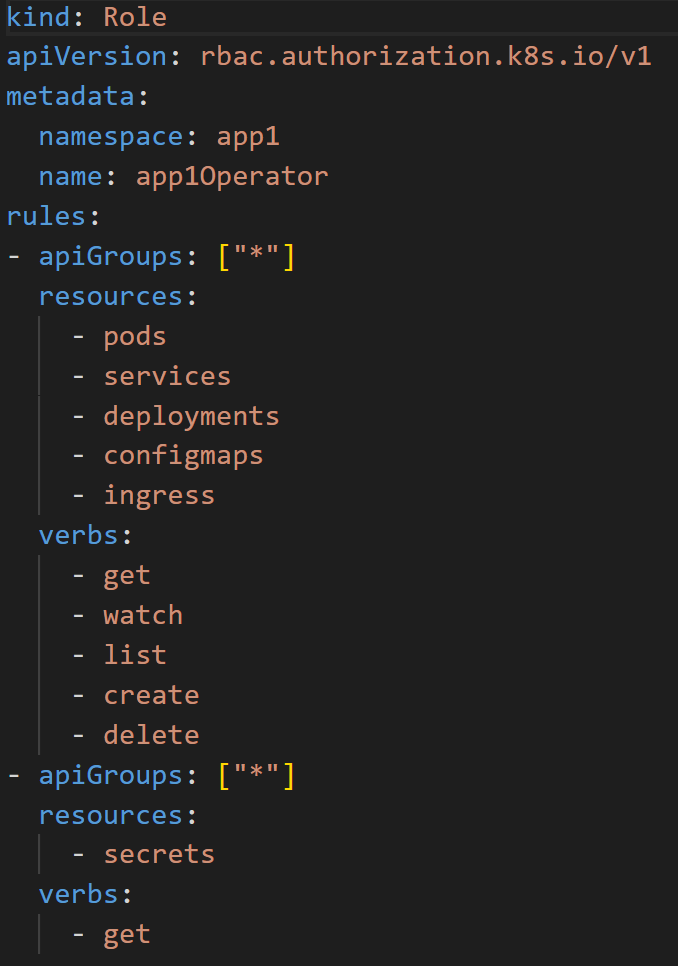 kind: Role
apiVersion: rbac.authorization.k8s.io/v1
metadata:
  namespace: app1
  name: app1Operator
rules:
- apiGroups: ["*"]
  resources:
    - pods
    - services
    - deployments
    - configmaps
    - ingress
  verbs:
    - get
    - watch
    - list
    - create
    - delete
- apiGroups: ["*"]
  resources:
    - secrets
  verbs:
    - get